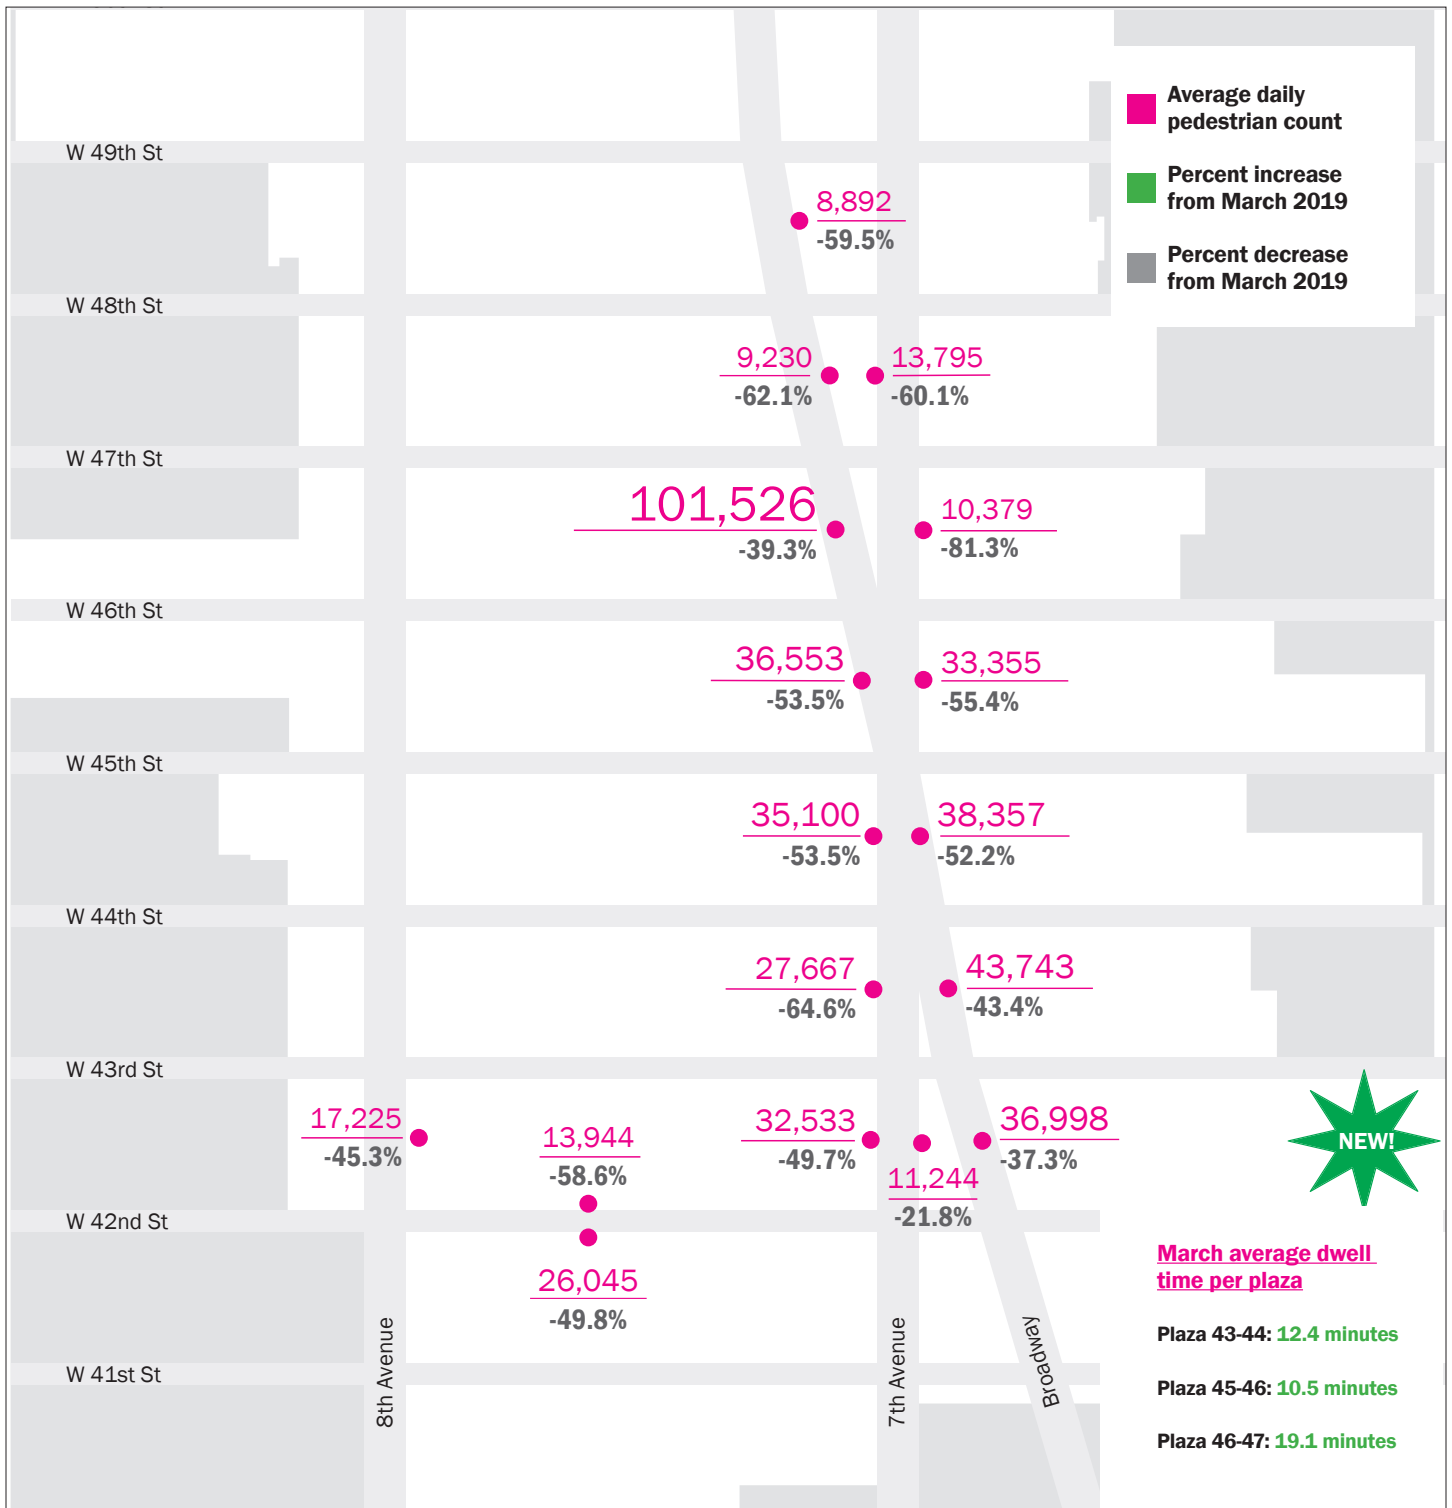 Average daily
pedestrian count
Percent increase
from March 2019
Percent decrease
from March 2019
W 49th St
8,892
-59.5%
W 48th St
9,230
-62.1%
13,795
-60.1%
W 47th St
101,526
-39.3%
10,379
-81.3%
W 46th St
36,553
-53.5%
33,355
-55.4%
W 45th St
35,100
-53.5%
38,357
-52.2%
W 44th St
27,667
-64.6%
43,743
-43.4%
W 43rd St
17,225
-45.3%
13,944
-58.6%
32,533
-49.7%
11,244
-21.8%
36,998
-37.3%
NEW!
W 42nd St
26,045
-49.8%
March average dwell
time per plaza
Plaza 43-44: 12.4 minutes
Plaza 45-46: 10.5 minutes
Plaza 46-47: 19.1 minutes
W 41st St
8th Avenue
7th Avenue
Broadway